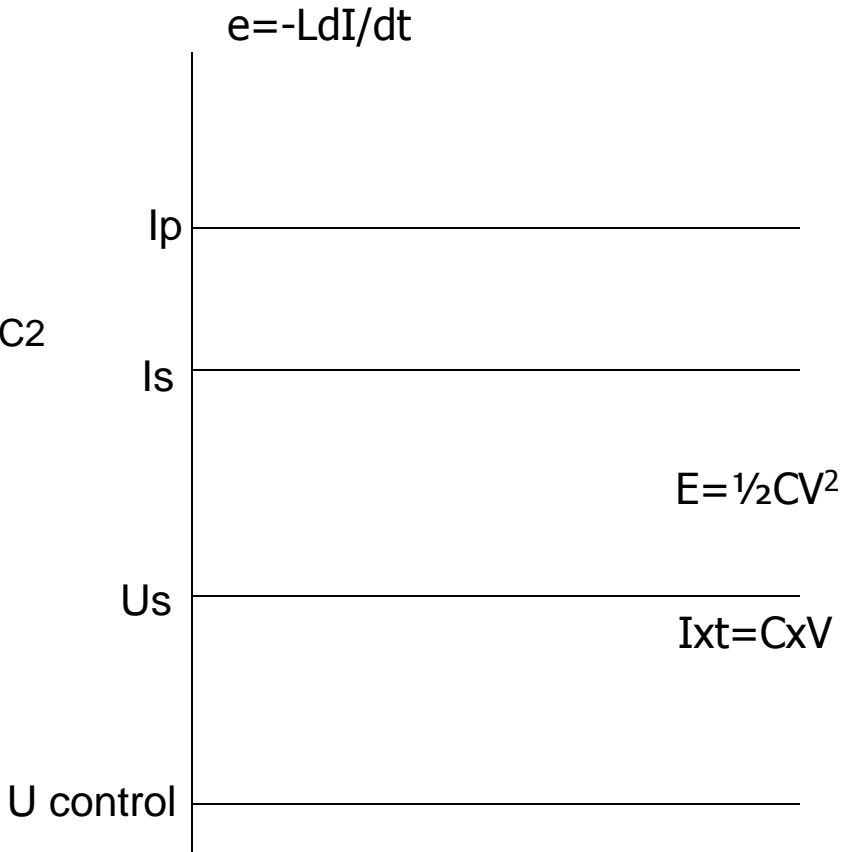 e=-LdI/dt
Ip
C2
Is
E=½CV²
Us
Ixt=CxV
U control